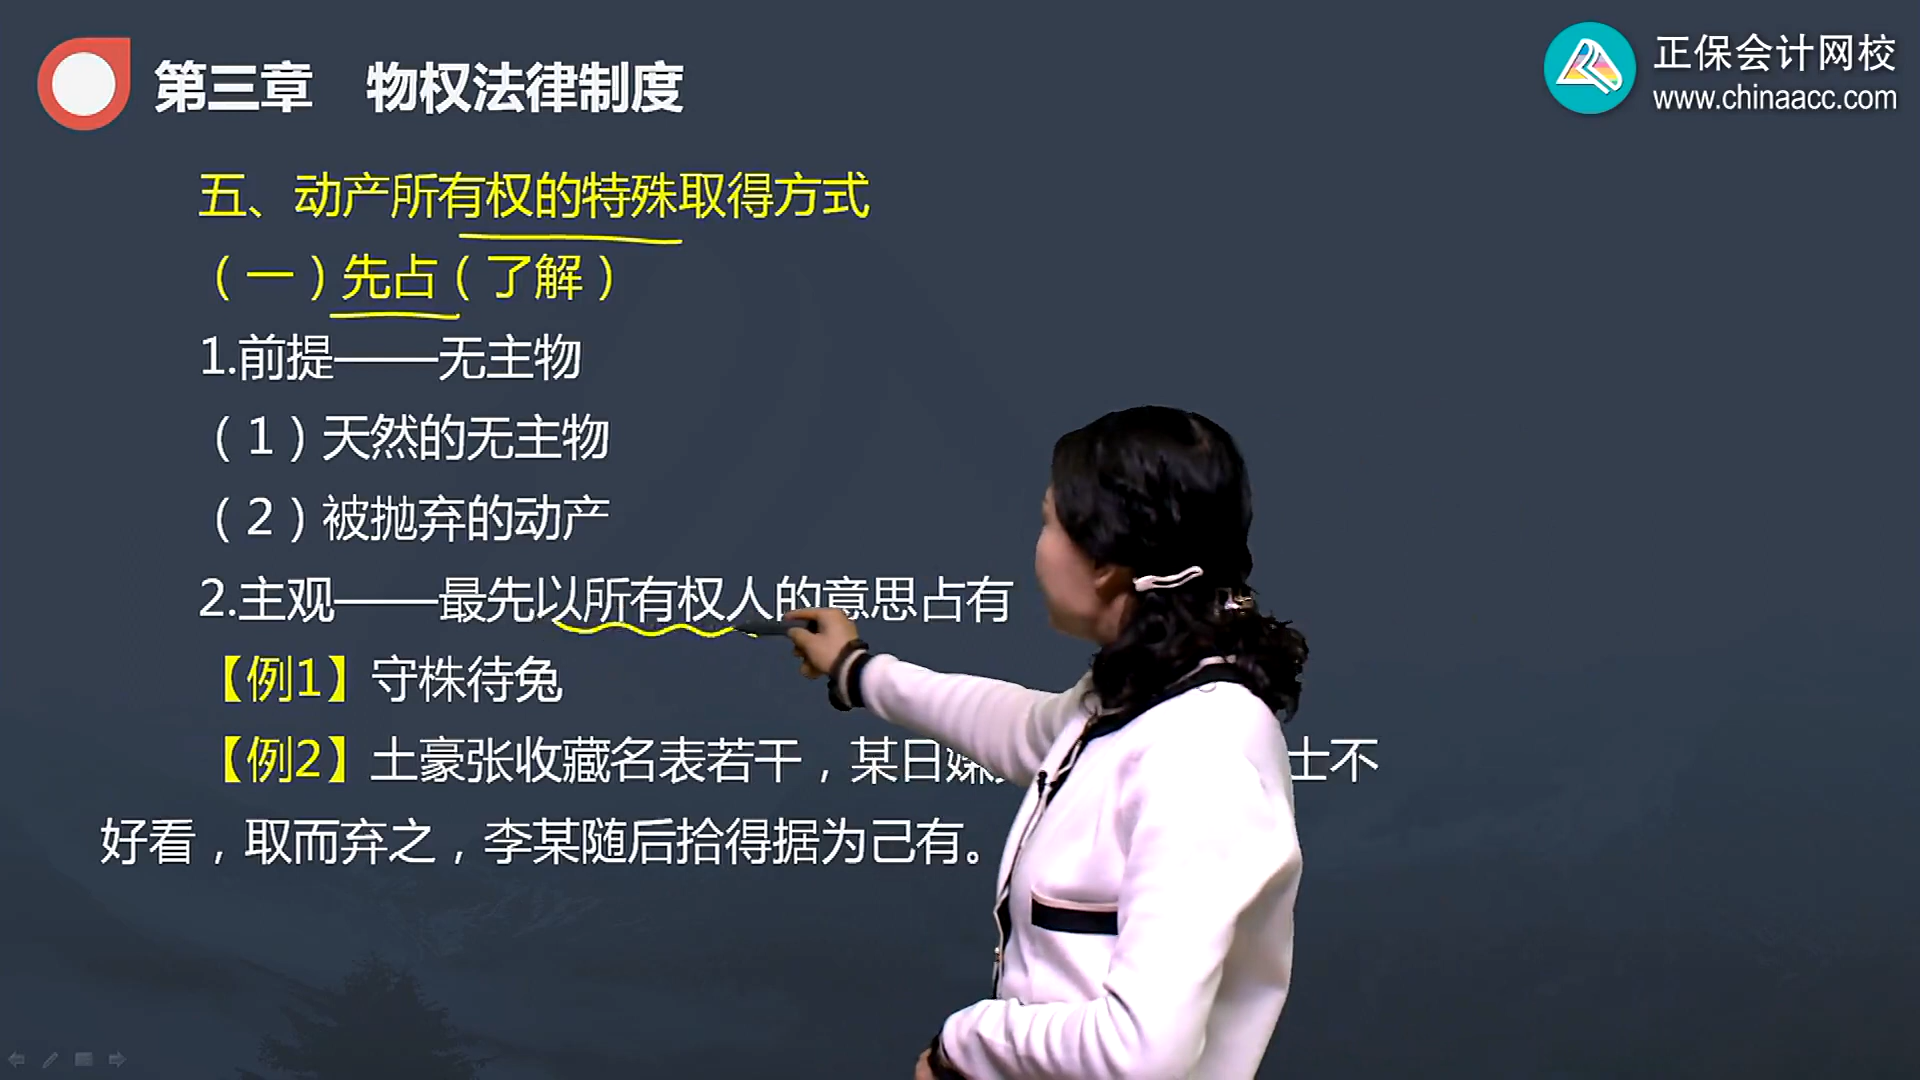 第三章 物权法律制度
正保会计网校
www.chinaacc.com
五、动产所有权的特殊取得方式
（一）先占（了解）
1.前提——无主物
（1）天然的无主物
（2）被抛弃的动产
2.主观——最先以所有权人的意思占有
【例1】守株待兔
【例2】土豪张收藏名表若干，某日嫌 士不
好看，取而弃之，李某随后拾得据为己有。